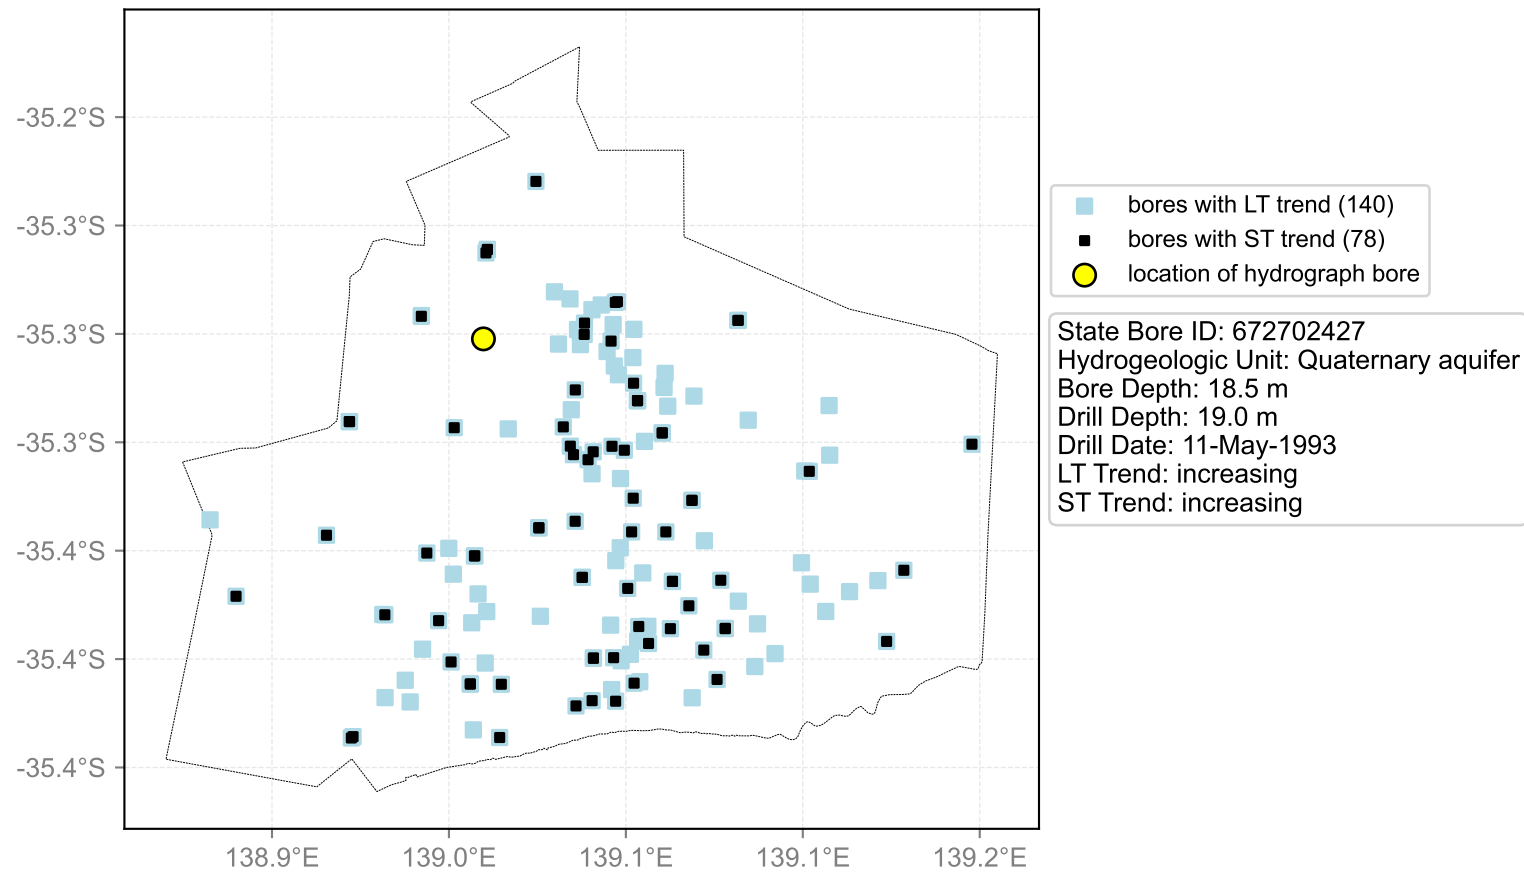 -35.2°S
-35.3°S
-35.3°S
-35.3°S
-35.4°S
-35.4°S
-35.4°S
138.9°E
139.0°E
139.1°E
139.1°E
139.2°E
bores with LT trend (140)
bores with ST trend (78)
location of hydrograph bore
State Bore ID: 672702427
Hydrogeologic Unit: Quaternary aquifer
Bore Depth: 18.5 m
Drill Depth: 19.0 m
Drill Date: 11-May-1993
LT Trend: increasing
ST Trend: increasing